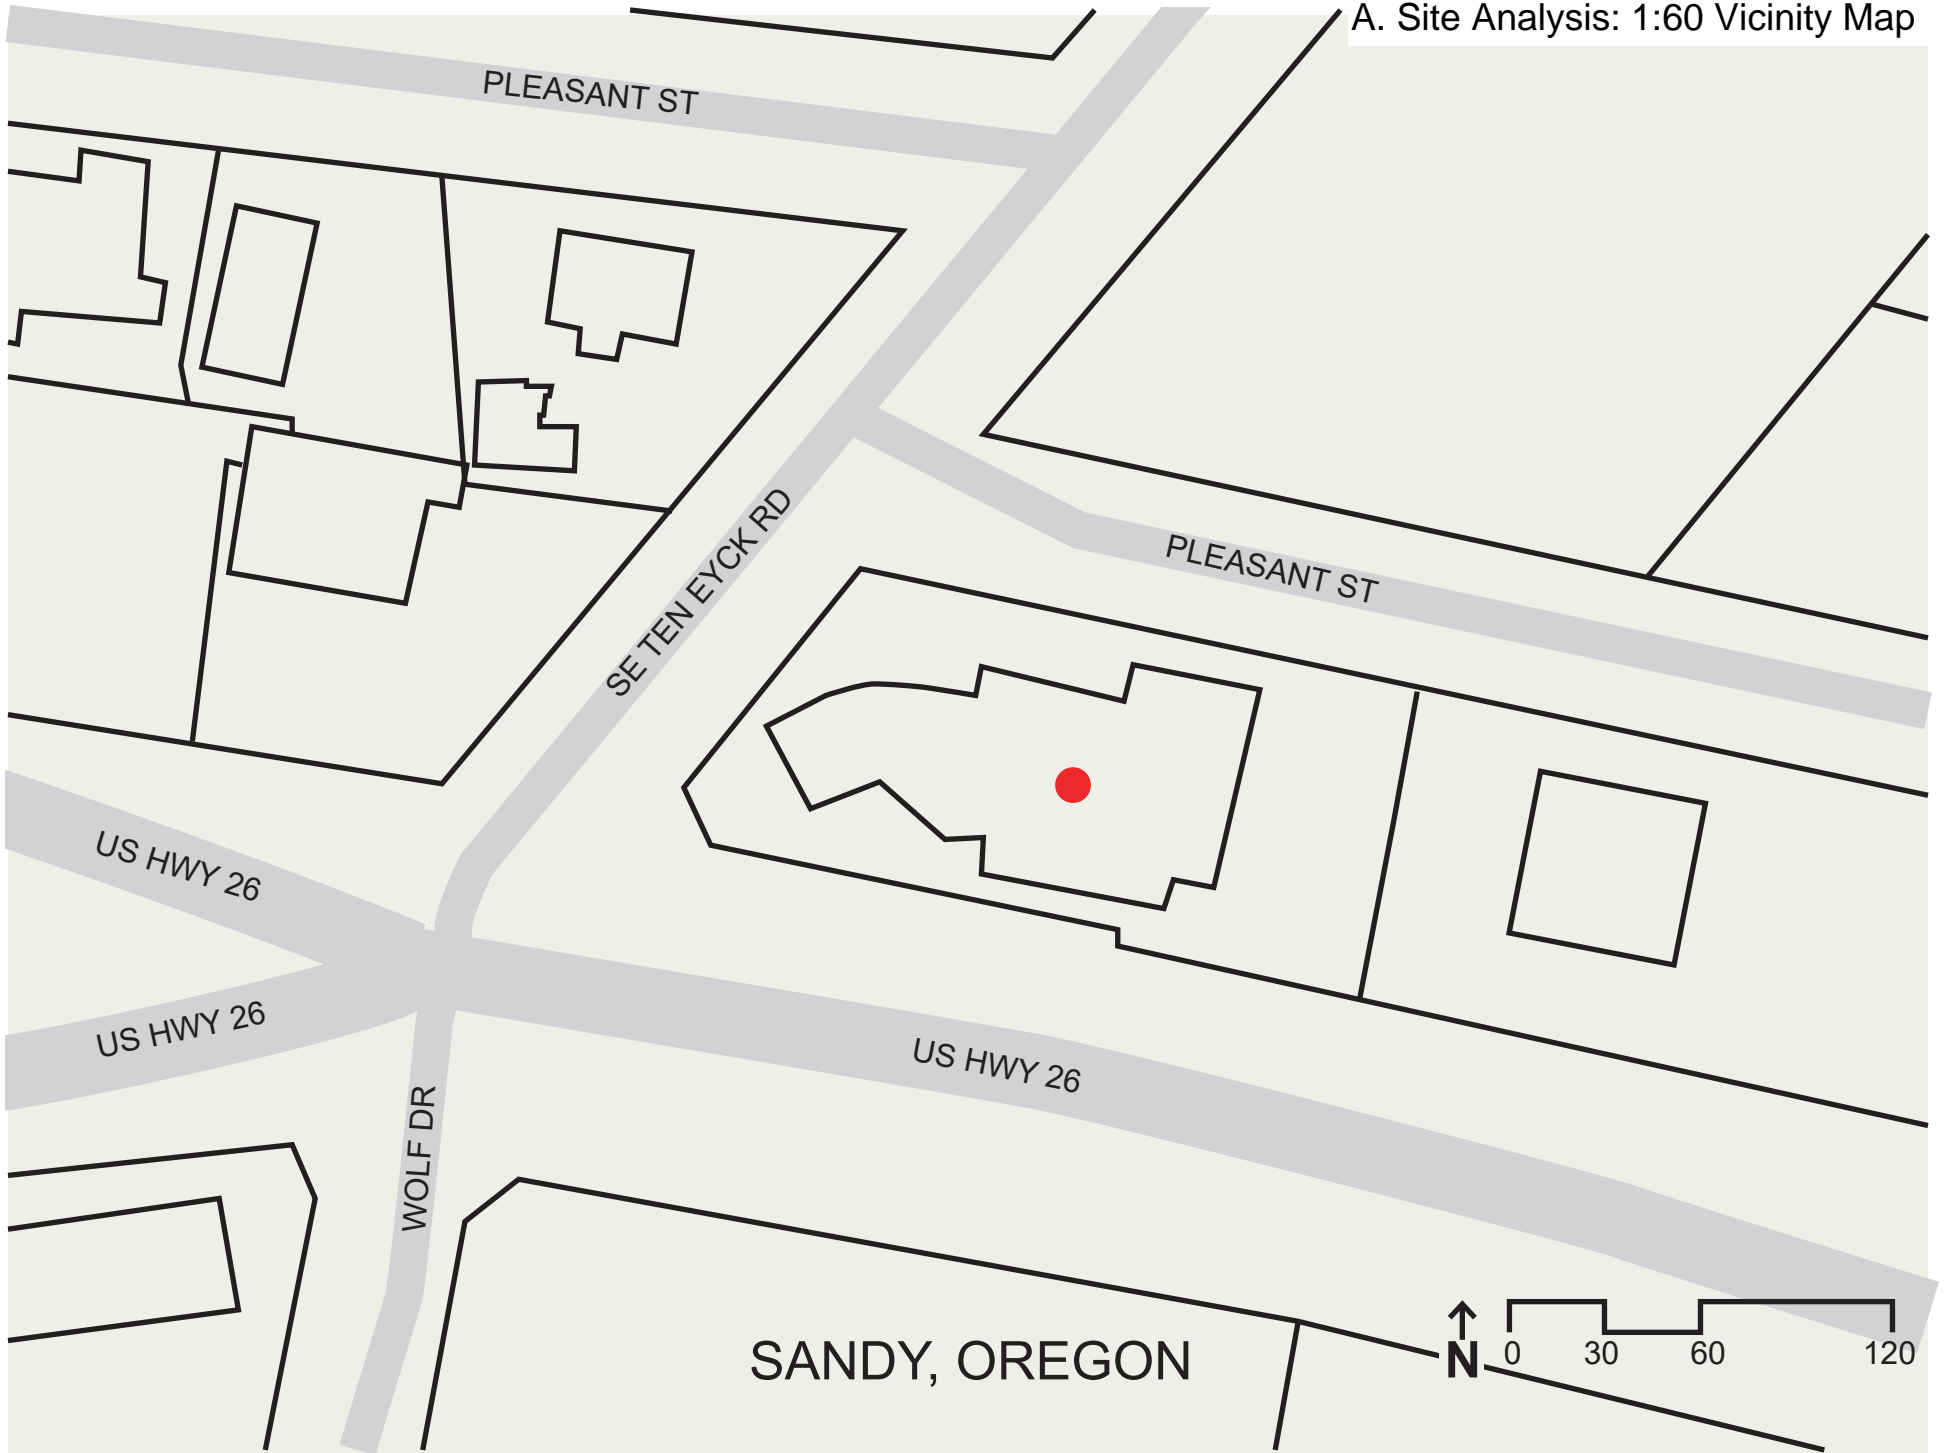 A. Site Analysis: 1:60 Vicinity Map
PLEASANT ST
SE TEN EYCK RD
PLEASANT ST
US HWY 26
US HWY 26
US HWY 26
WOLF DR
SANDY, OREGON
N
0 30 60 120